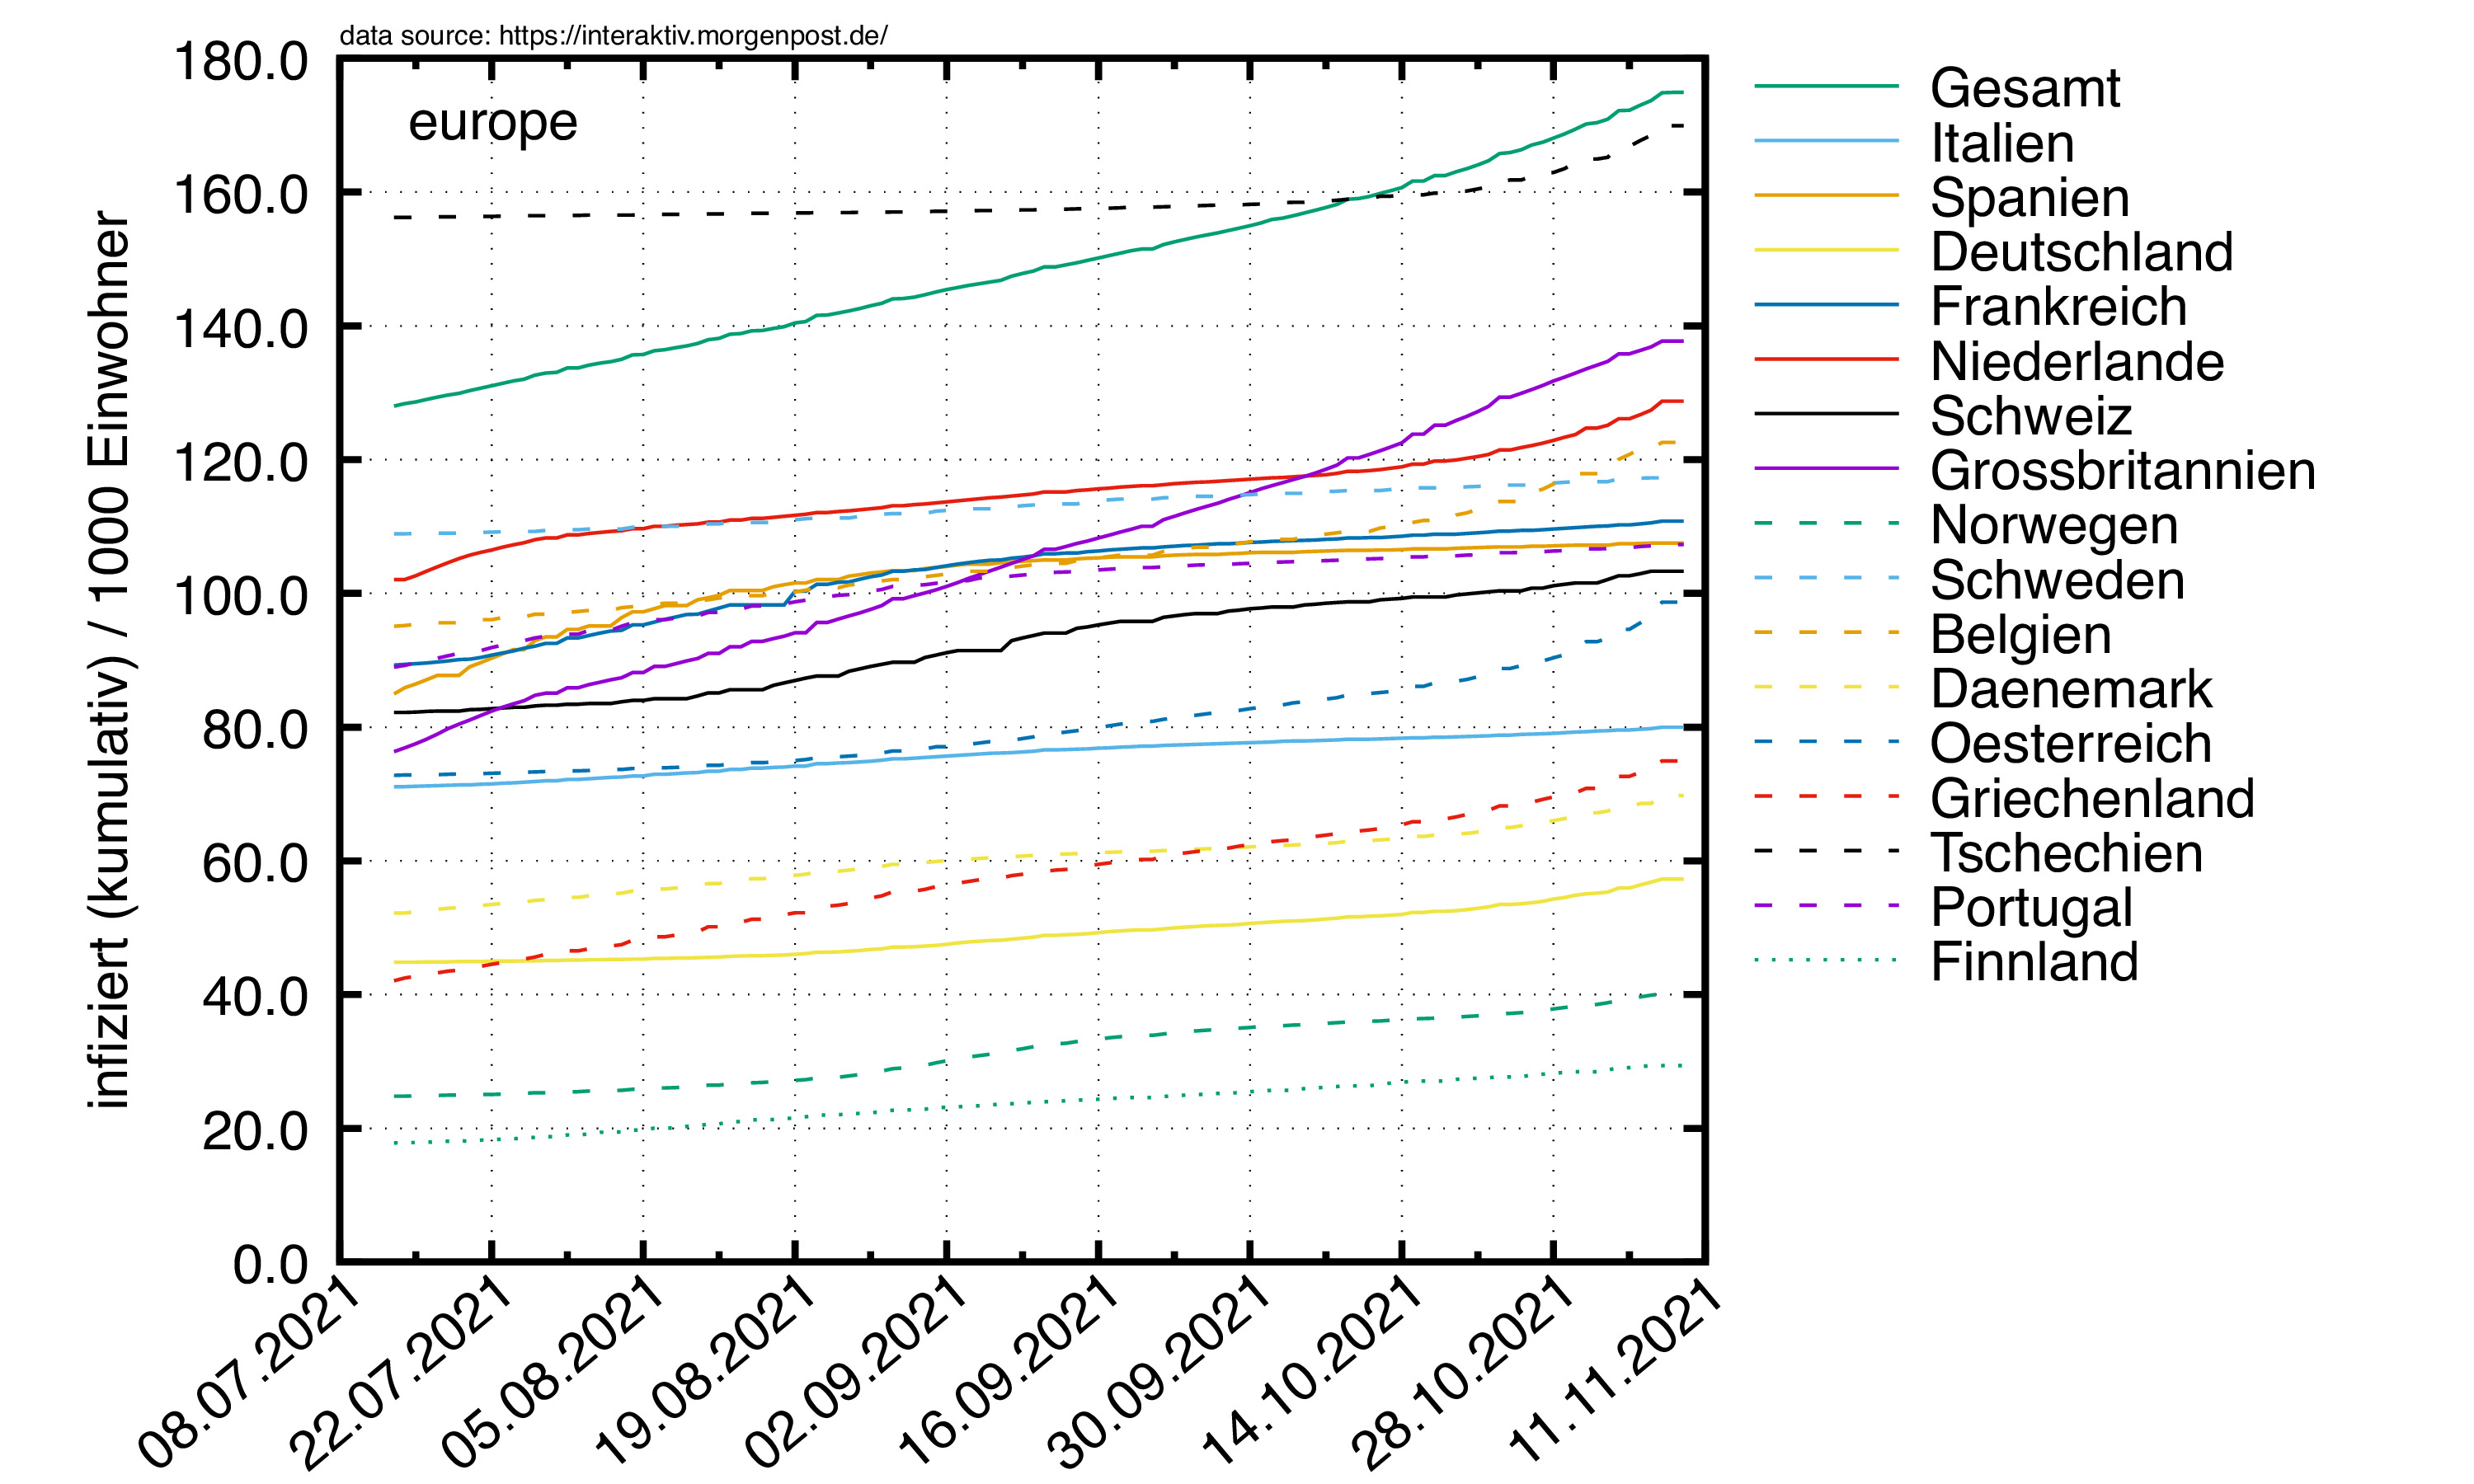 data source: https://interaktiv.morgenpost.de/
europe
infiziert (kumulativ) / 1000 Einwohner
180.0
160.0
140.0
120.0
100.0
80.0
60.0
40.0
20.0
0.0
08.07.2021
22.07.2021
05.08.2021
19.08.2021
02.09.2021
16.09.2021
30.09.2021
14.10.2021
28.10.2021
11.11.2021
Gesamt
Italien
Spanien
Deutschland
Frankreich
Niederlande
Schweiz
Grossbritannien
Norwegen
Schweden
Belgien
Daenemark
Oesterreich
Griechenland
Tschechien
Portugal
Finnland